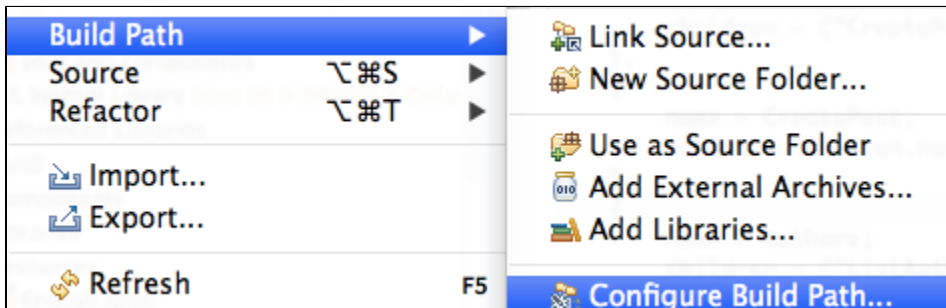 Build Path
Source ⌥⌘S
Refactor ⌥⌘T
Import...
Export...
Refresh F5
Link Source...
New Source Folder...
Use as Source Folder
Add External Archives...
Add Libraries...
Configure Build Path...